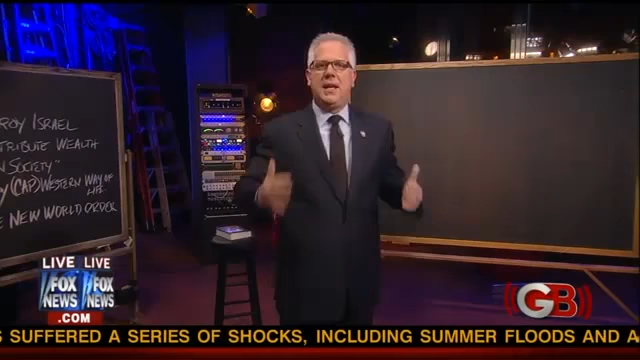 ROY ISRAEL
TRIBUTE WEALTH
N SOCIETY"
Y (CAP) WESTERN WAY OF
LIFE
E NEW WORLD ORDER
LIVE LIVE
FOX FOX
NEWS NEWS
.COM
GB
S SUFFERED A SERIES OF SHOCKS, INCLUDING SUMMER FLOODS AND A